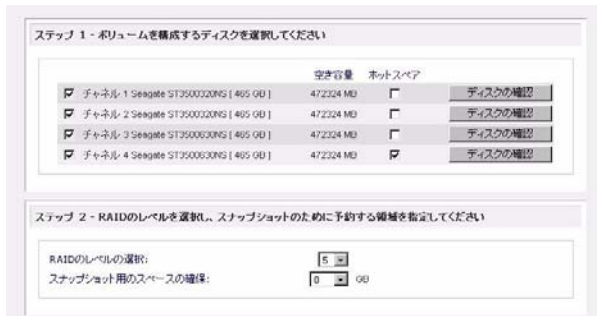 ステップ 1 - ボリュームを構成するディスクを選択してください
空き容量 ホットスペア
チャネル 1 Seagate ST3500320NS [ 465 GB ] 472324 MB ディスクの確認
チャネル 2 Seagate ST3500320NS [ 465 GB ] 472324 MB ディスクの確認
チャネル 3 Seagate ST3500630NS [ 465 GB ] 472324 MB ディスクの確認
チャネル 4 Seagate ST3500630NS [ 465 GB ] 472324 MB ディスクの確認
ステップ 2 - RAIDのレベルを選択し、スナップショットのために予約する領域を指定してください
RAIDのレベルの選択: 5
スナップショット用のスペースの確保: 0 GB